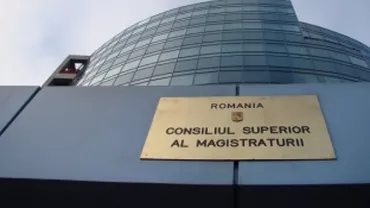 ROMANIA
CONSILIUL SUPERIOR
AL MAGISTRATURII